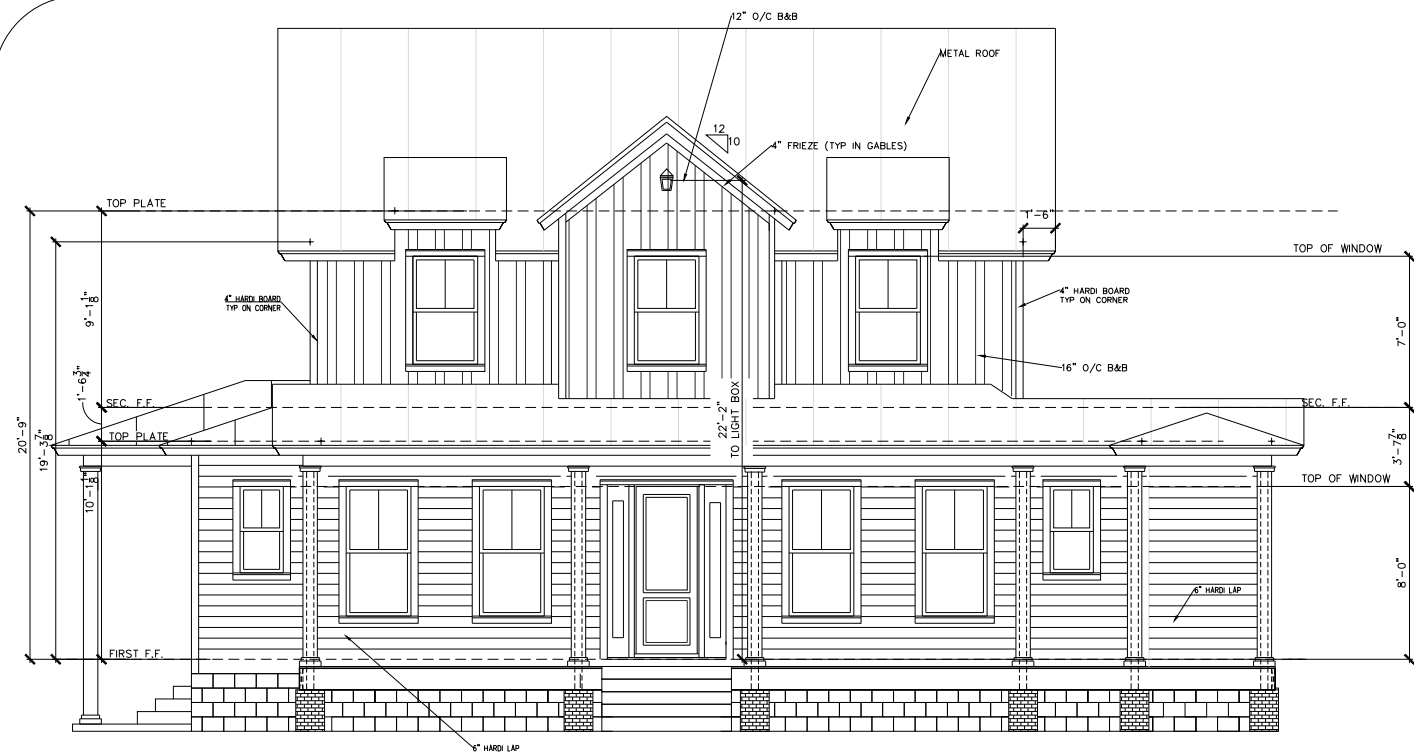 12" O/C B&B
METAL ROOF
12
10
4" FRIEZE (TYP IN GABLES)
TOP PLATE
1'-6"
TOP OF WINDOW
4" HARDI BOARD
TYP ON CORNER
4" HARDI BOARD
TYP ON CORNER
9'-1 1/8"
7'-0"
16" O/C B&B
1'-6 3/4"
22'-2"
TO LIGHT BOX
SEC. F.F.
SEC. F.F.
20'-9"
19'-3 7/8"
TOP PLATE
3'-7 7/8"
TOP OF WINDOW
10'-1 1/8"
8'-0"
6" HARDI LAP
FIRST F.F.
6" HARDI LAP